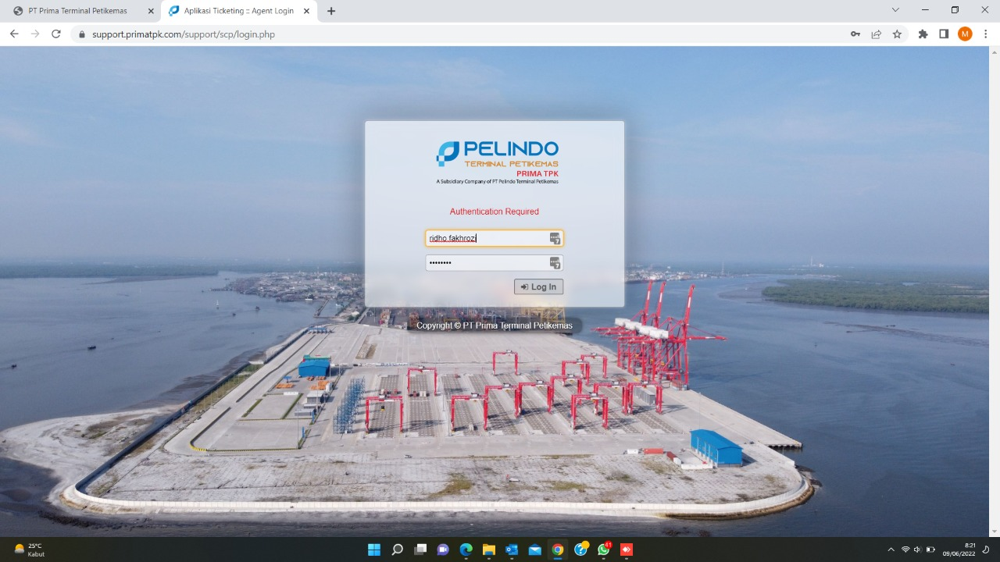 PT Prima Terminal Petikemas
Aplikasi Ticketing :: Agent Login
support.primatpk.com/support/scp/login.php
M
PELINDO
TERMINAL PETIKEMAS
PRIMA TPK
A Subsidiary Company of PT Pelindo Terminal Petikemas
Authentication Required
ridho.fakhrozi
••••••••
Log In
Copyright © PT Prima Terminal Petikemas
25°C
Kabut
41
8:21
09/06/2022